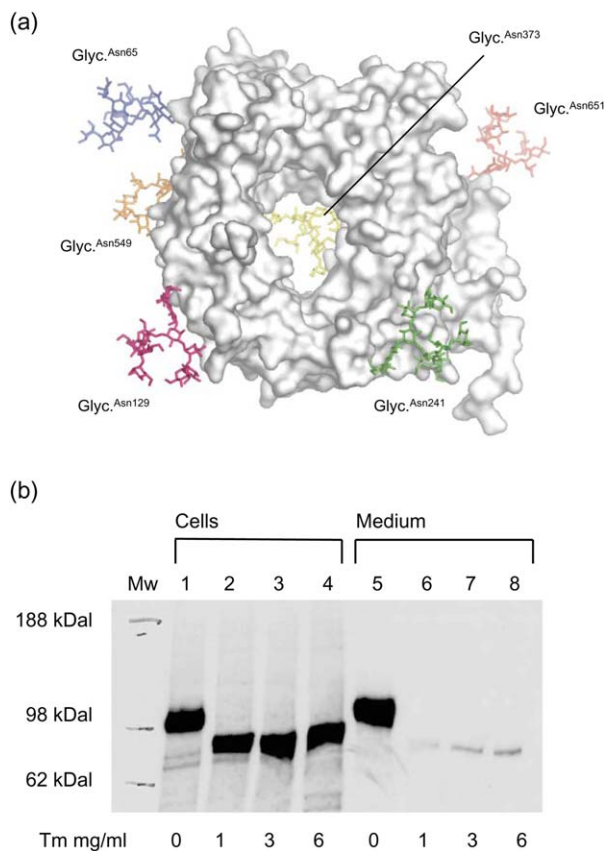 (a)
Glyc.Asn373
Glyc.Asn65
Glyc.Asn651
Glyc.Asn549
Glyc.Asn129
Glyc.Asn241
(b)
Cells Medium
Mw 1 2 3 4 5 6 7 8
188 kDal
98 kDal
62 kDal
Tm mg/ml 0 1 3 6 0 1 3 6